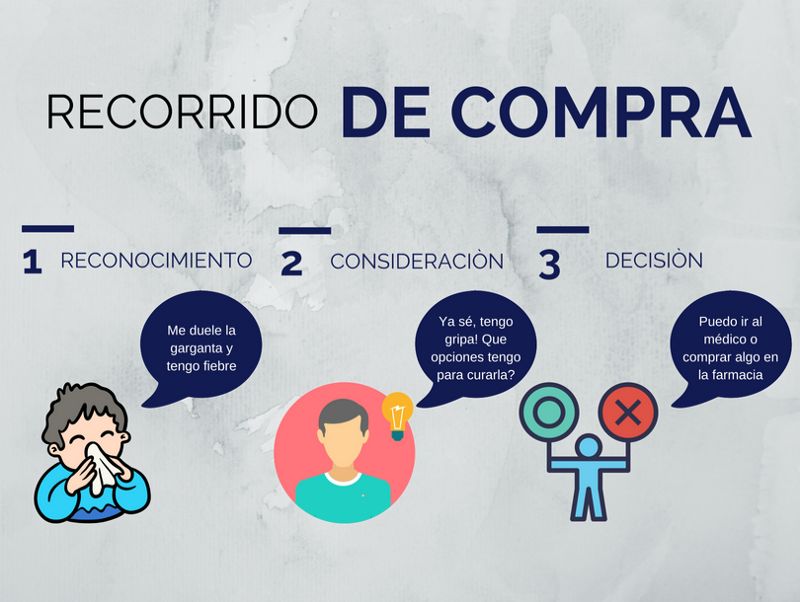 RECORRIDO DE COMPRA
1 RECONOCIMIENTO
Me duele la
garganta y
tengo fiebre
2 CONSIDERACIÒN
Ya sé, tengo
gripa! Que
opciones tengo
para curarla?
3 DECISIÒN
Puedo ir al
médico o
comprar algo en
la farmacia